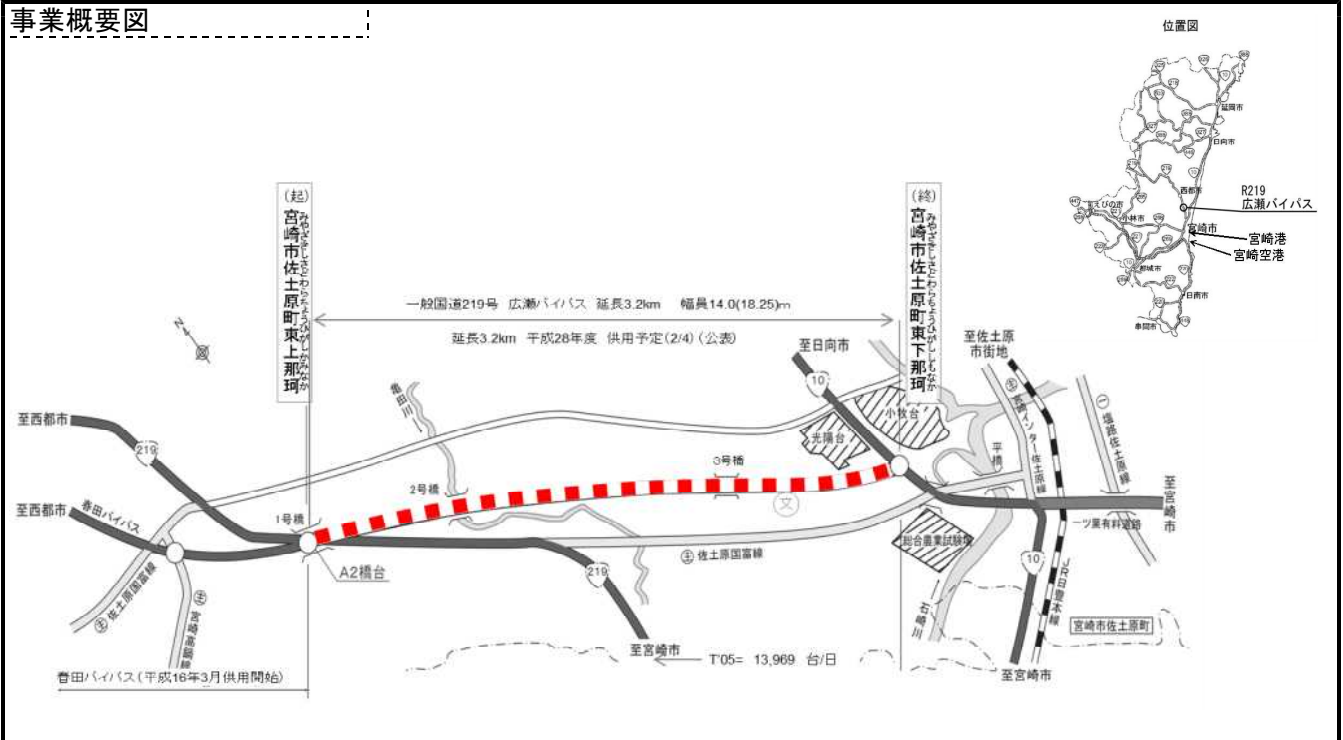 事業概要図
位置図
延岡市
日向市
西都市
えびの市
小林市
宮崎市
都城市
日南市
串間市
R219
広瀬バイパス
宮崎港
宮崎空港
(起)
宮崎市佐土原町東上那珂
みやざきしさどわらちょうひがしかみなか
(終)
宮崎市佐土原町東下那珂
みやざきしさどわらちょうひがししもなか
一般国道219号 広瀬バイパス 延長3.2km 幅員14.0(18.25)m
延長3.2km 平成28年度 供用予定(2/4)(公表)
N
至日向市
10
至佐土原
市街地
亀田川
小牧台
光陽台
平橋
主 宮崎インター佐土原線
一 塩路佐土原線
至西都市
219
至西都市
春田バイパス
1号橋
2号橋
3号橋
又
A2橋台
219
主 佐土原国富線
総合農業試験場
一ツ葉有料道路
至宮崎市
10
JR日豊本線
石崎川
主 佐土原国富線
主 宮崎高鍋線
宮崎市佐土原町
至宮崎市
T'05= 13,969 台/日
至宮崎市
春田バイパス(平成16年3月供用開始)